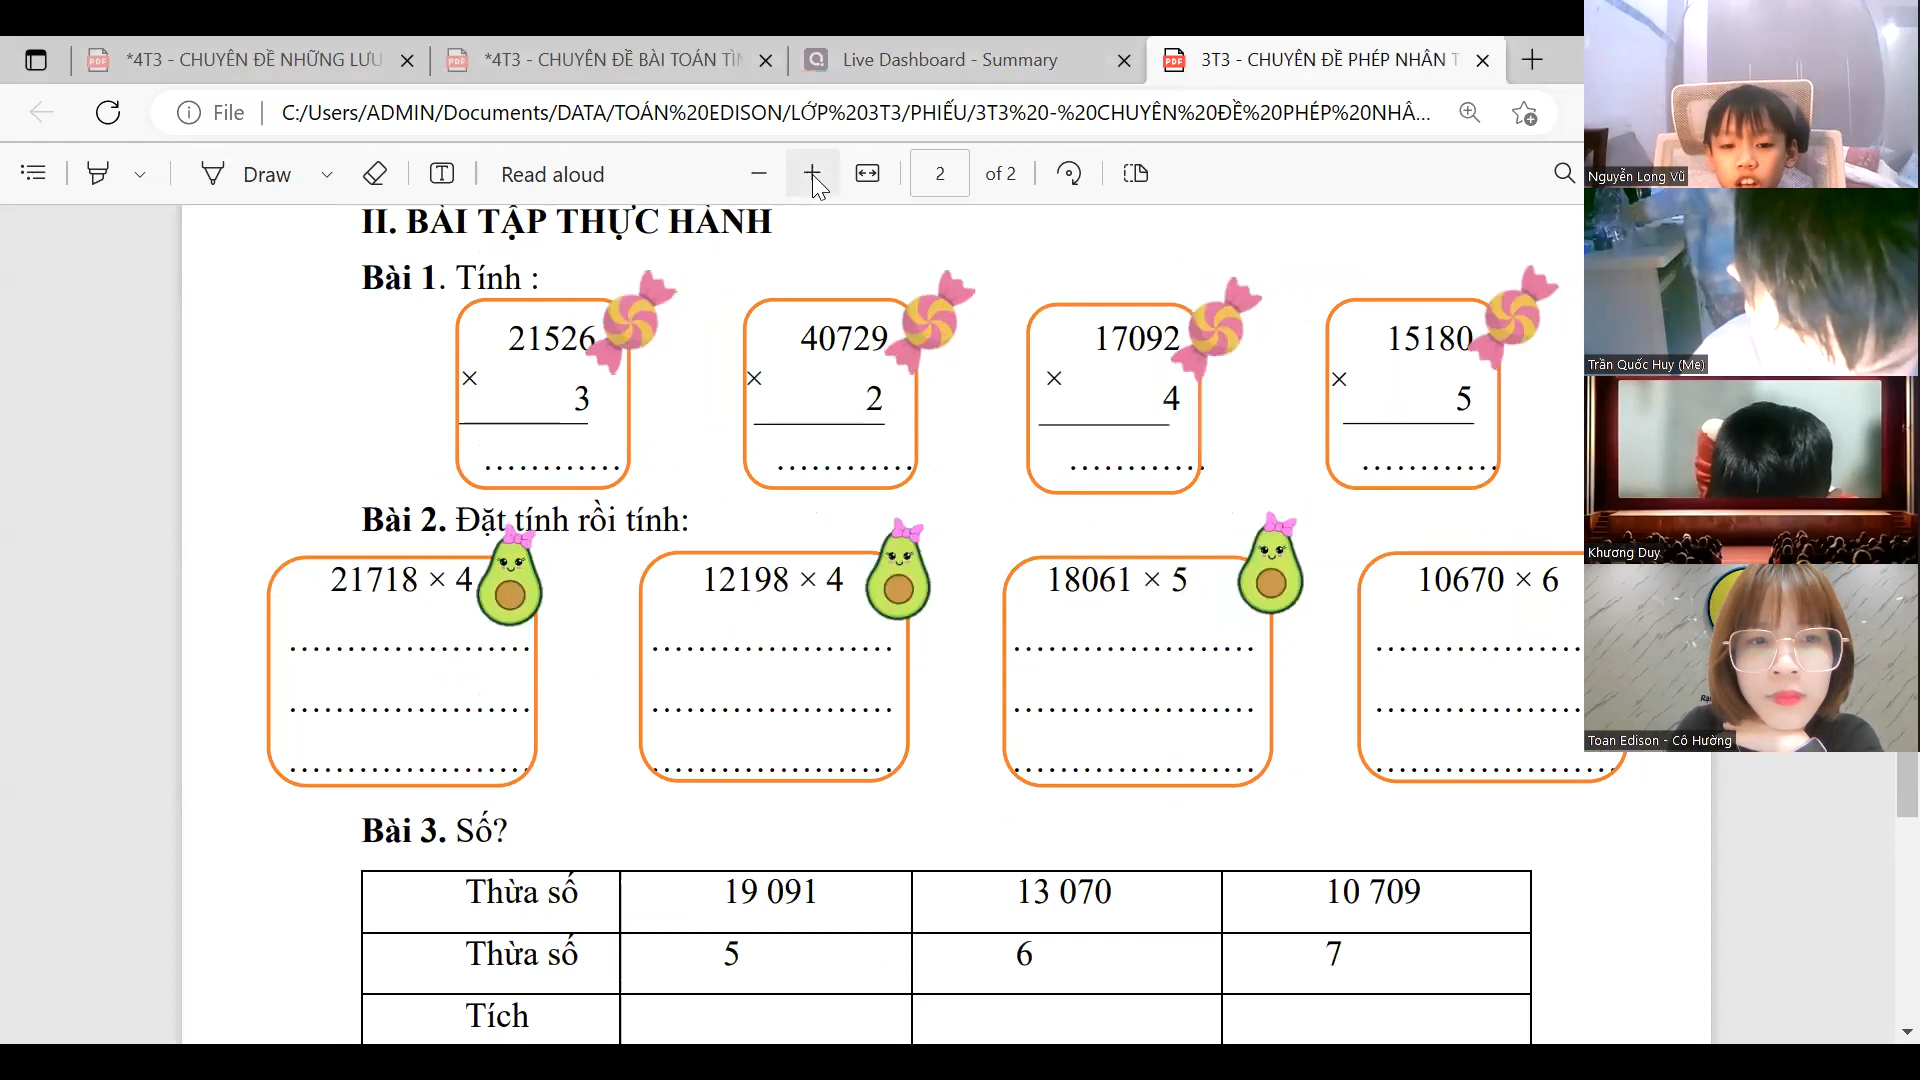 *4T3 - CHUYÊN ĐỀ NHỮNG LƯU
*4T3 - CHUYÊN ĐỀ BÀI TOÁN TÌM
Live Dashboard - Summary
3T3 - CHUYÊN ĐỀ PHÉP NHÂN T
File
C:/Users/ADMIN/Documents/DATA/TOÁN%20EDISON/LỚP%203T3/PHIẾU/3T3%20-%20CHUYÊN%20ĐỀ%20PHÉP%20NHÂ...
Draw
Read aloud
2 of 2
II. BÀI TẬP THỰC HÀNH
Bài 1. Tính :
21526 40729 17092 15180
× 3 × 2 × 4 × 5
............ ............ ............ ............
Bài 2. Đặt tính rồi tính:
21718 × 4 12198 × 4 18061 × 5 10670 × 6
Bài 3. Số?
Thừa số 19 091 13 070 10 709
Thừa số 5 6 7
Tích
Nguyễn Long Vũ
Trần Quốc Huy (Me)
Khương Duy
Toan Edison - Cô Hường